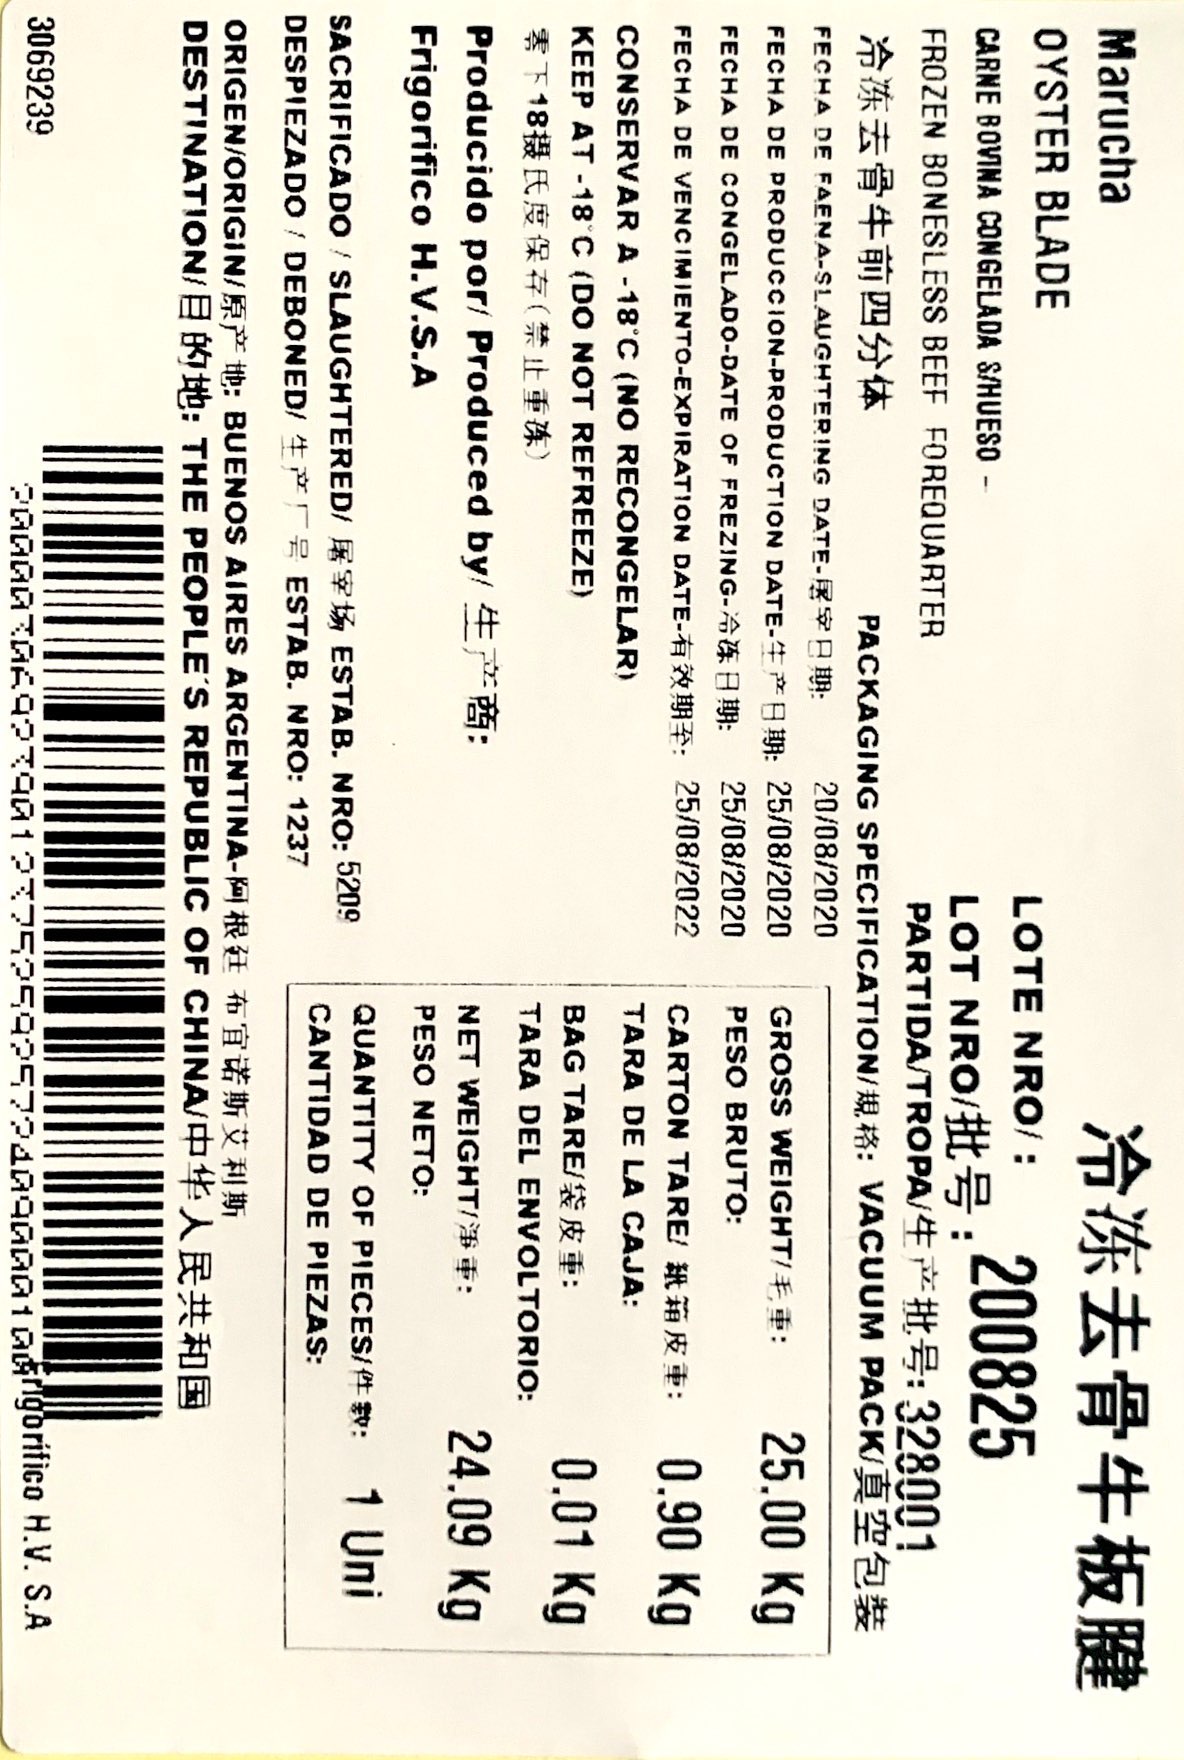 Marucha
冷冻去骨牛板腱
OYSTER BLADE
LOTE NRO/ :
CARNE BOVINA CONGELADA S/HUESO -
LOT NRO/批号 : 200825
FROZEN BONESLESS BEEF FOREQUARTER
PARTIDA/TROPA/生产批号: 328001
冷冻去骨牛前四分体
PACKAGING SPECIFICATION/規格: VACUUM PACK/真空包裝
FECHA DE FAENA-SLAUGHTERING DATE-屠宰日期: 20/08/2020
FECHA DE PRODUCCION-PRODUCTION DATE-生产日期: 25/08/2020
FECHA DE CONGELADO-DATE OF FREZING-冷冻日期: 25/08/2020
FECHA DE VENCIMIENTO-EXPIRATION DATE-有效期至: 25/08/2022
CONSERVAR A -18°C (NO RECONGELAR)
KEEP AT -18°C (DO NOT REFREEZE)
零下18摄氏度保存(禁止重冻)
Producido por/ Produced by/ 生产商:
Frigorifico H.V.S.A
SACRIFICADO / SLAUGHTERED/ 屠宰场 ESTAB. NRO: 5209
DESPIEZADO / DEBONED/ 生产厂号 ESTAB. NRO: 1237
GROSS WEIGHT/毛重: 25.00 Kg
PESO BRUTO:
CARTON TARE/ 紙箱皮重: 0.90 Kg
TARA DE LA CAJA:
BAG TARE/袋皮重: 0.01 Kg
TARA DEL ENVOLTORIO:
NET WEIGHT/淨重: 24.09 Kg
PESO NETO:
QUANTITY OF PIECES/件數: 1 Uni
CANTIDAD DE PIEZAS:
ORIGEN/ORIGIN/原产地: BUENOS AIRES ARGENTINA-阿根廷 布宜诺斯艾利斯
DESTINATION/目的地: THE PEOPLE´S REPUBLIC OF CHINA/中华人民共和国
3069239
Frigorífico H.V. S.A